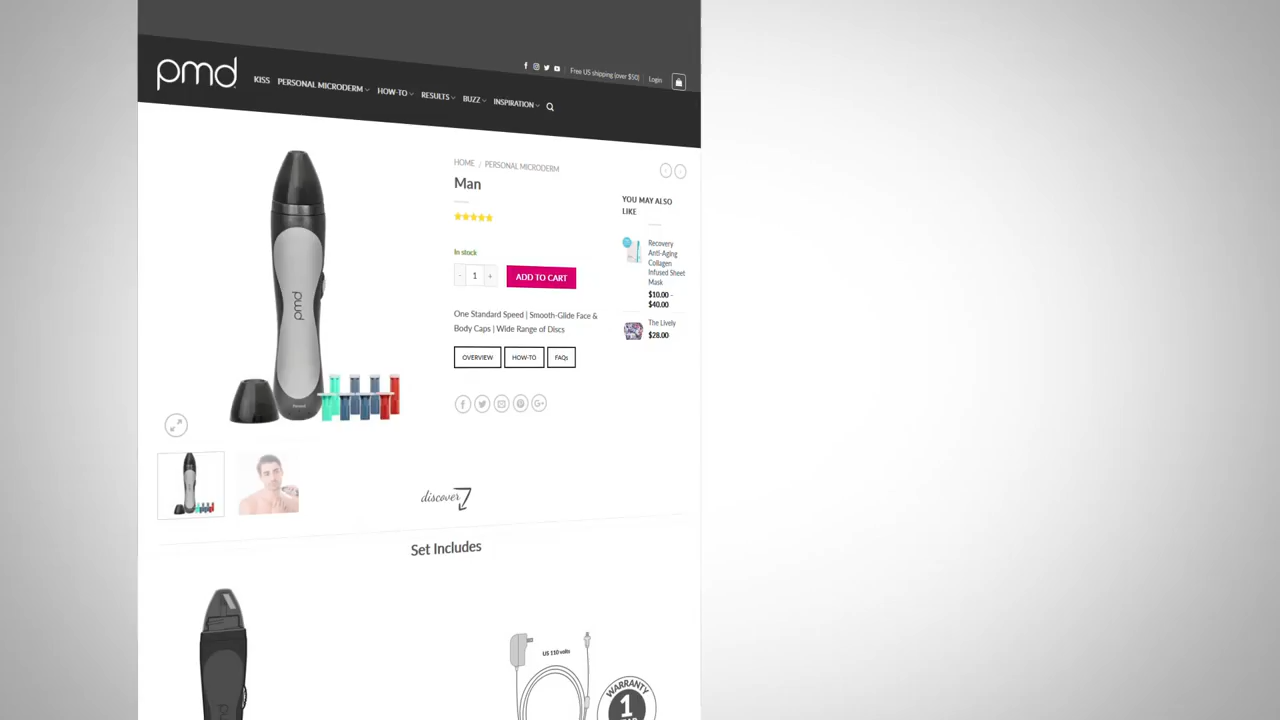 Free US shipping (over $50) Login
pmd KISS PERSONAL MICRODERM HOW-TO RESULTS BUZZ INSPIRATION
HOME / PERSONAL MICRODERM
Man
In stock
- 1 + ADD TO CART
One Standard Speed | Smooth-Glide Face &
Body Caps | Wide Range of Discs
OVERVIEW HOW-TO FAQs
YOU MAY ALSO
LIKE
Recovery
Anti-Aging
Collagen
Infused Sheet
Mask
$10.00 -
$40.00
The Lively
$28.00
pmd
discover
Set Includes
US 110 volts
WARRANTY
1
pmd